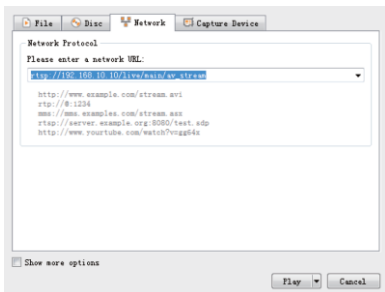 File Disc Network Capture Device
Network Protocol
Please enter a network URL:
rtsp://192.168.10.10/live/main/av_stream
http://www.example.com/stream.avi
rtp://@:1234
mms://mms.examples.com/stream.asx
rtsp://server.example.org:8080/test.sdp
http://www.yourtube.com/watch?v=gg64x
Show more options
Play Cancel